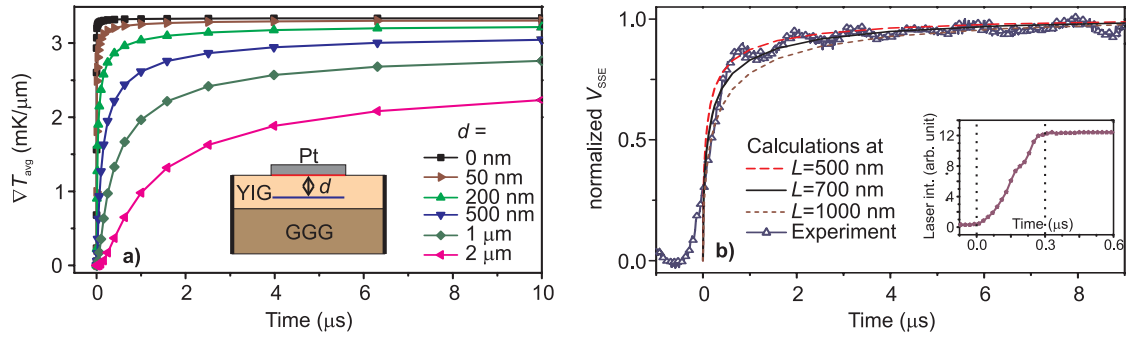 ∇T_avg (mK/μm)
3
2
1
0
0
2
4
6
8
10
Time (μs)
a)
d =
0 nm
50 nm
200 nm
500 nm
1 μm
2 μm
Pt
d
YIG
GGG
normalized V_SSE
1.0
0.5
0.0
0
2
4
6
8
Time (μs)
b)
Calculations at
L=500 nm
L=700 nm
L=1000 nm
Experiment
Laser int. (arb. unit)
12
8
4
0
Time (μs)
0.0
0.3
0.6